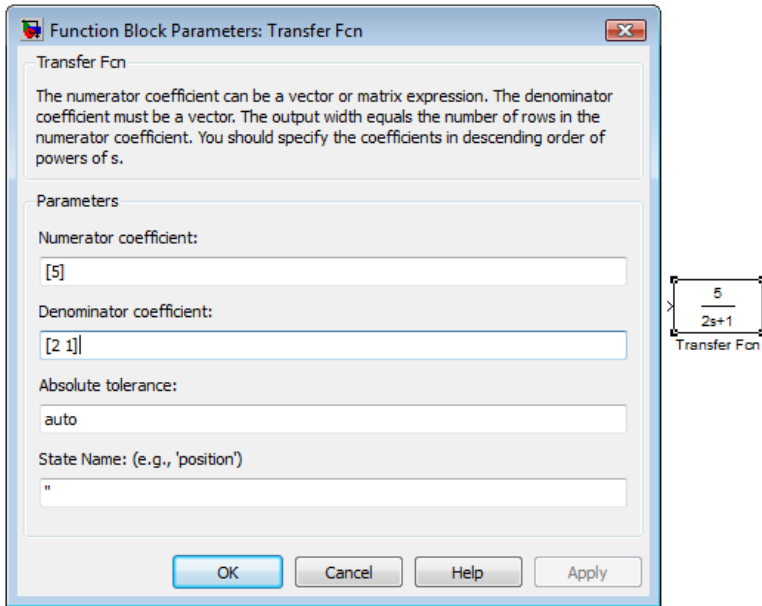 Function Block Parameters: Transfer Fcn
Transfer Fcn
The numerator coefficient can be a vector or matrix expression. The denominator
coefficient must be a vector. The output width equals the number of rows in the
numerator coefficient. You should specify the coefficients in descending order of
powers of s.
Parameters
Numerator coefficient:
[5]
Denominator coefficient:
[2 1]
Absolute tolerance:
auto
State Name: (e.g., 'position')
''
OK Cancel Help Apply
5
2s+1
Transfer Fcn